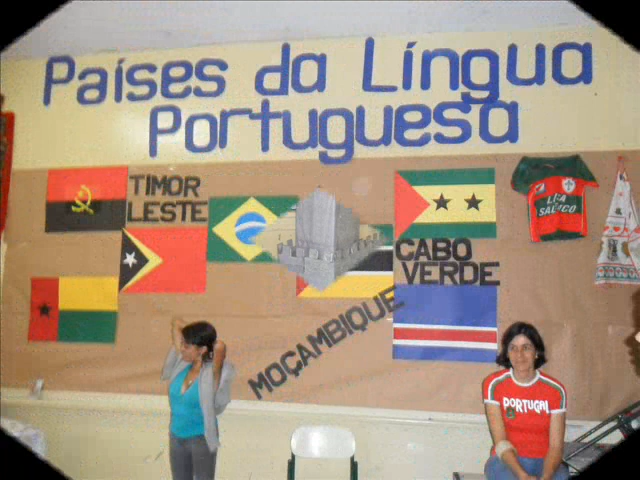 Países da Língua
Portuguesa
TIMOR
LESTE
CABO
VERDE
MOÇAMBIQUE
PORTUGAL